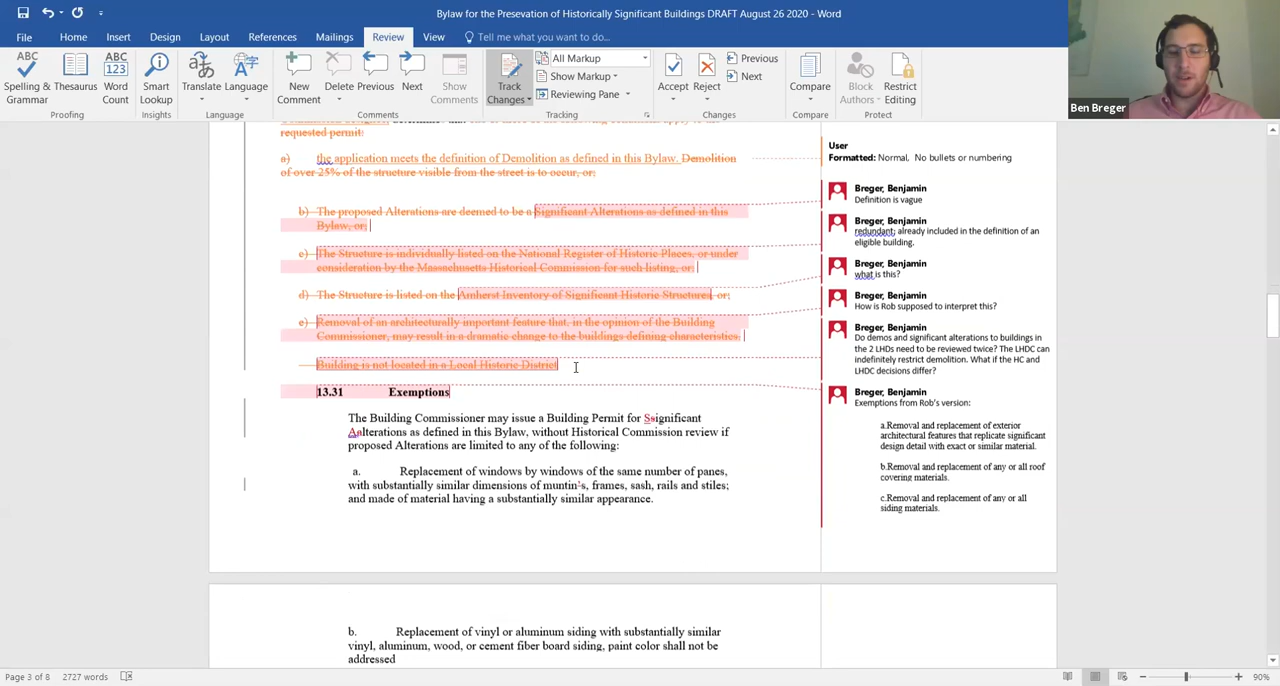 Bylaw for the Presevation of Historically Significant Buildings DRAFT August 26 2020 - Word
File Home Insert Design Layout References Mailings Review View Tell me what you want to do...
ABC
Spelling & Grammar
Thesaurus
ABC 123
Word Count
Proofing
Smart Lookup
Insights
Translate
Language
Language
New Comment
Delete
Previous
Next
Show Comments
Comments
Track Changes
All Markup
Show Markup
Reviewing Pane
Tracking
Accept
Reject
Previous
Next
Changes
Compare
Compare
Block Authors
Restrict Editing
Protect
Ben Breger
requested permit:
a) the application meets the definition of Demolition as defined in this Bylaw. Demolition
of over 25% of the structure visible from the street is to occur, or;
b) The proposed Alterations are deemed to be a Significant Alterations as defined in this
Bylaw, or;
c) The Structure is individually listed on the National Register of Historic Places, or under
consideration by the Massachusetts Historical Commission for such listing, or;
d) The Structure is listed on the Amherst Inventory of Significant Historic Structures, or;
e) Removal of an architecturally important feature that, in the opinion of the Building
Commissioner, may result in a dramatic change to the buildings defining characteristics.
Building is not located in a Local Historic District
13.31 Exemptions
The Building Commissioner may issue a Building Permit for Sssignificant
Aalterations as defined in this Bylaw, without Historical Commission review if
proposed Alterations are limited to any of the following:
a. Replacement of windows by windows of the same number of panes,
with substantially similar dimensions of muntin's, frames, sash, rails and stiles;
and made of material having a substantially similar appearance.
b. Replacement of vinyl or aluminum siding with substantially similar
vinyl, aluminum, wood, or cement fiber board siding, paint color shall not be
addressed
User
Formatted: Normal, No bullets or numbering
Breger, Benjamin
Definition is vague
Breger, Benjamin
redundant; already included in the definition of an
eligible building.
Breger, Benjamin
what is this?
Breger, Benjamin
How is Rob supposed to interpret this?
Breger, Benjamin
Do demos and significant alterations to buildings in
the 2 LHDs need to be reviewed twice? The LHDC can
indefinitely restrict demolition. What if the HC and
LHDC decisions differ?
Breger, Benjamin
Exemptions from Rob's version:
a.Removal and replacement of exterior
architectural features that replicate significant
design detail with exact or similar material.
b.Removal and replacement of any or all roof
covering materials.
c.Removal and replacement of any or all
siding materials.
Page 3 of 8 2727 words
90%